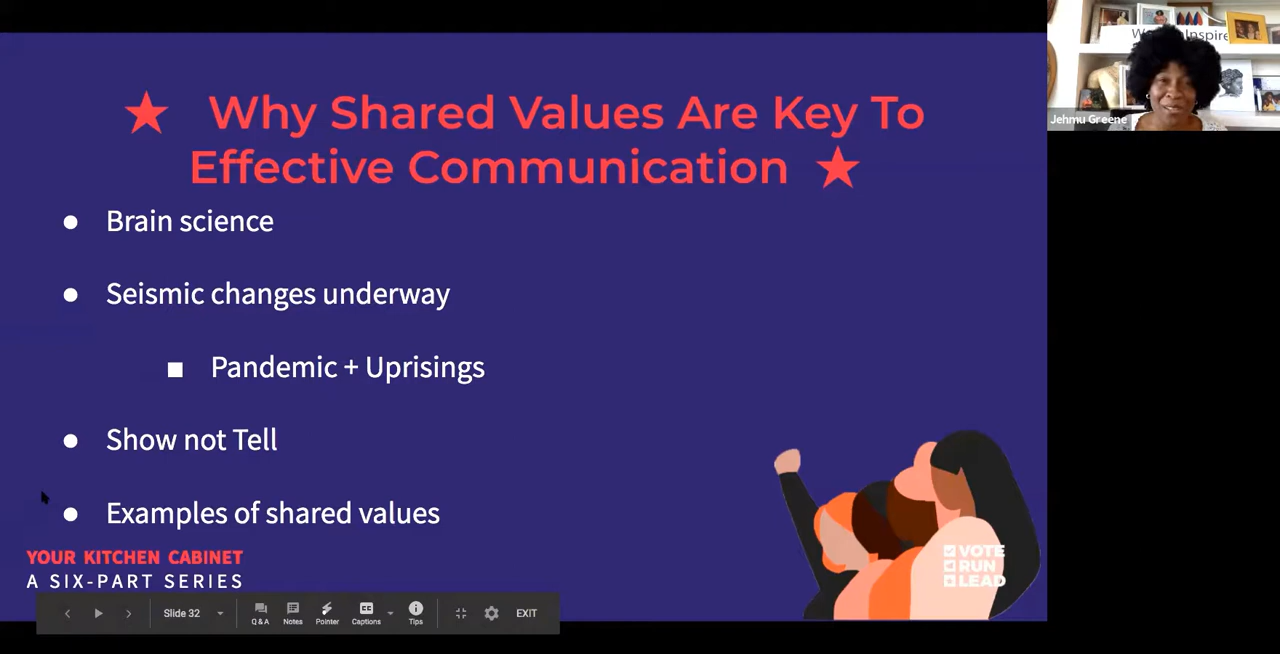 ★ Why Shared Values Are Key To
Effective Communication ★
● Brain science
● Seismic changes underway
■ Pandemic + Uprisings
● Show not Tell
● Examples of shared values
YOUR KITCHEN CABINET
A SIX-PART SERIES
VOTE
RUN
LEAD
Slide 32
Q & A
Notes
Pointer
Captions
Tips
EXIT
Jehmu Greene